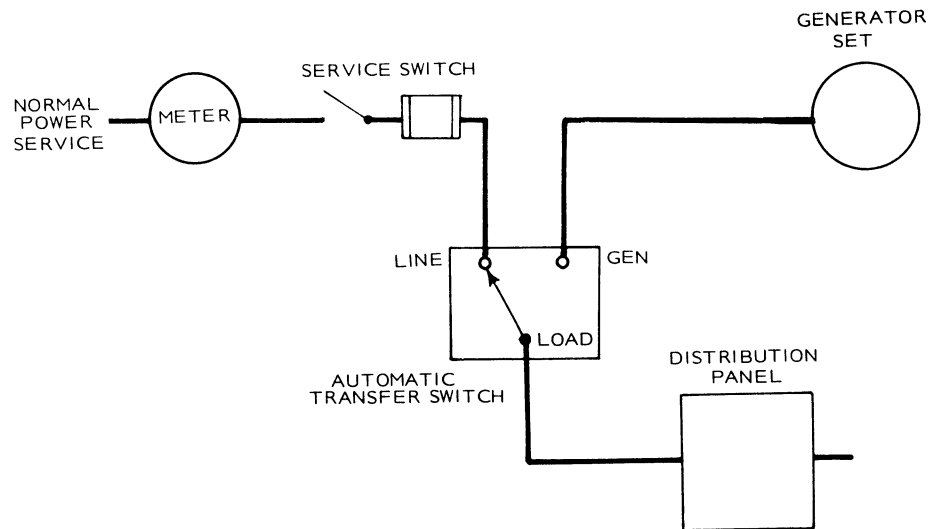 GENERATOR
SET
SERVICE SWITCH
NORMAL
POWER
SERVICE
METER
LINE
GEN
LOAD
AUTOMATIC
TRANSFER SWITCH
DISTRIBUTION
PANEL